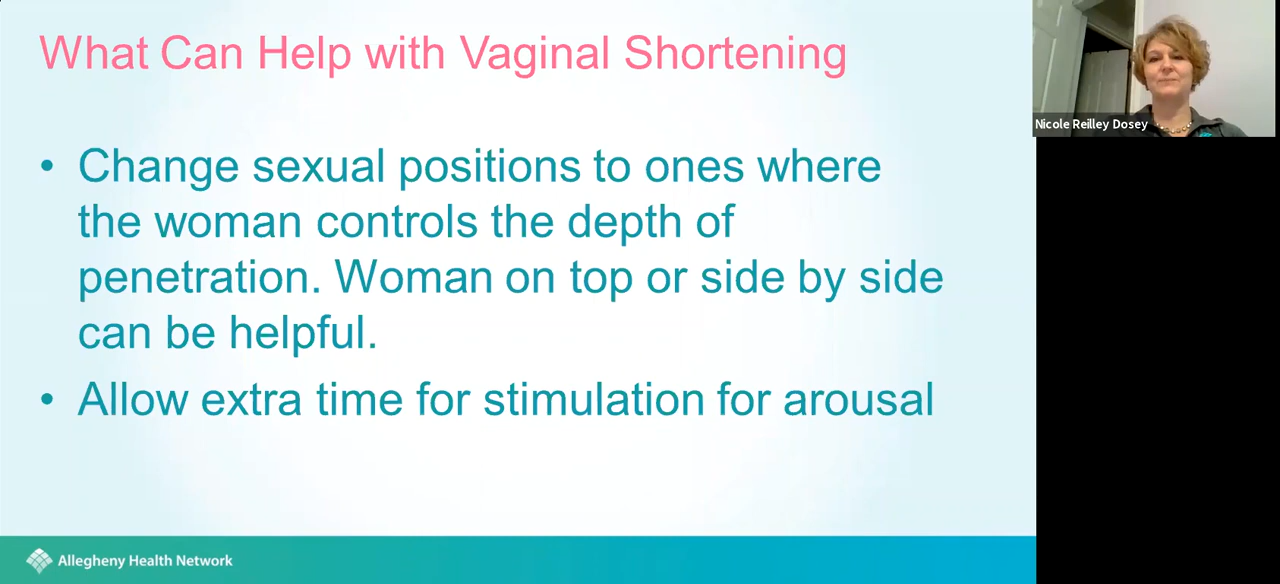 What Can Help with Vaginal Shortening
• Change sexual positions to ones where
the woman controls the depth of
penetration. Woman on top or side by side
can be helpful.
• Allow extra time for stimulation for arousal
Allegheny Health Network
Nicole Reilley Dosey